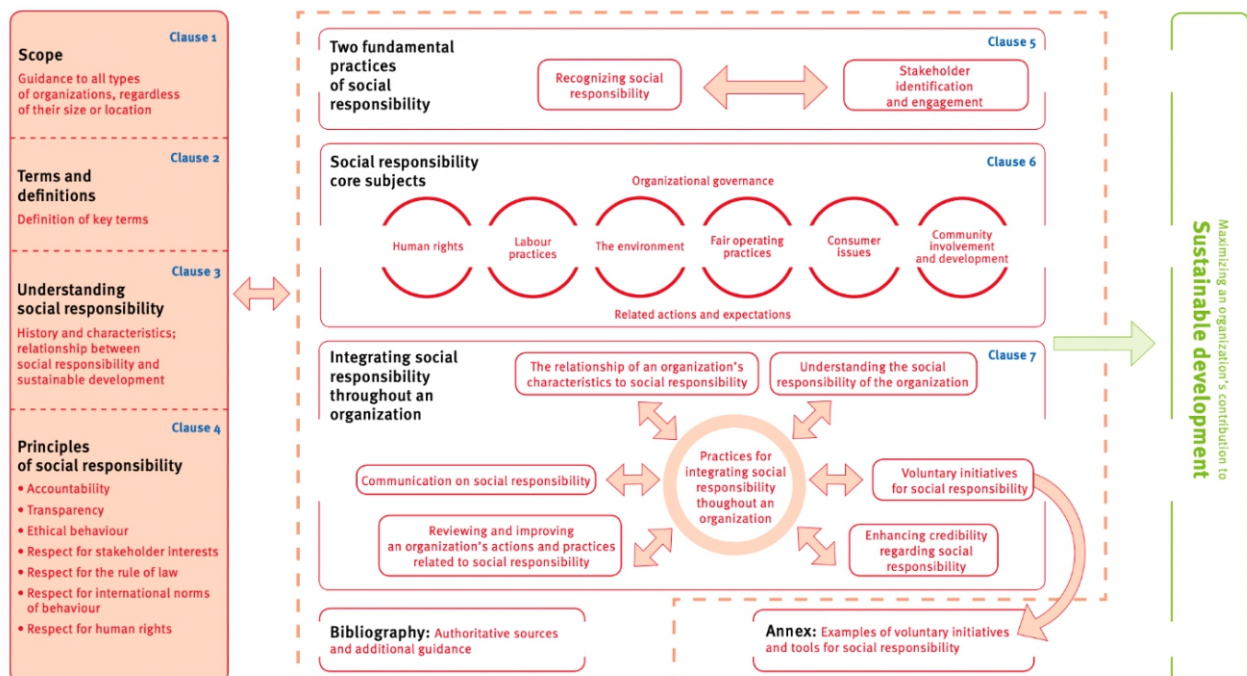 Clause 1
Scope
Guidance to all types
of organizations, regardless
of their size or location
Clause 2
Terms and
definitions
Definition of key terms
Clause 3
Understanding
social responsibility
History and characteristics;
relationship between
social responsibility and
sustainable development
Clause 4
Principles
of social responsibility
• Accountability
• Transparency
• Ethical behaviour
• Respect for stakeholder interests
• Respect for the rule of law
• Respect for international norms
of behaviour
• Respect for human rights
Two fundamental
practices
of social
responsibility
Clause 5
Recognizing social
responsibility
Stakeholder
identification
and engagement
Social responsibility
core subjects
Clause 6
Organizational governance
Human rights
Labour
practices
The environment
Fair operating
practices
Consumer
issues
Community
involvement
and development
Related actions and expectations
Integrating social
responsibility
throughout an
organization
Clause 7
The relationship of an organization's
characteristics to social responsibility
Understanding the social
responsibility of the organization
Practices for
integrating social
responsibility
thoughout an
organization
Communication on social responsibility
Voluntary initiatives
for social responsibility
Reviewing and improving
an organization's actions and practices
related to social responsibility
Enhancing credibility
regarding social
responsibility
Bibliography: Authoritative sources
and additional guidance
Annex: Examples of voluntary initiatives
and tools for social responsibility
Maximizing an organization's contribution to
Sustainable development